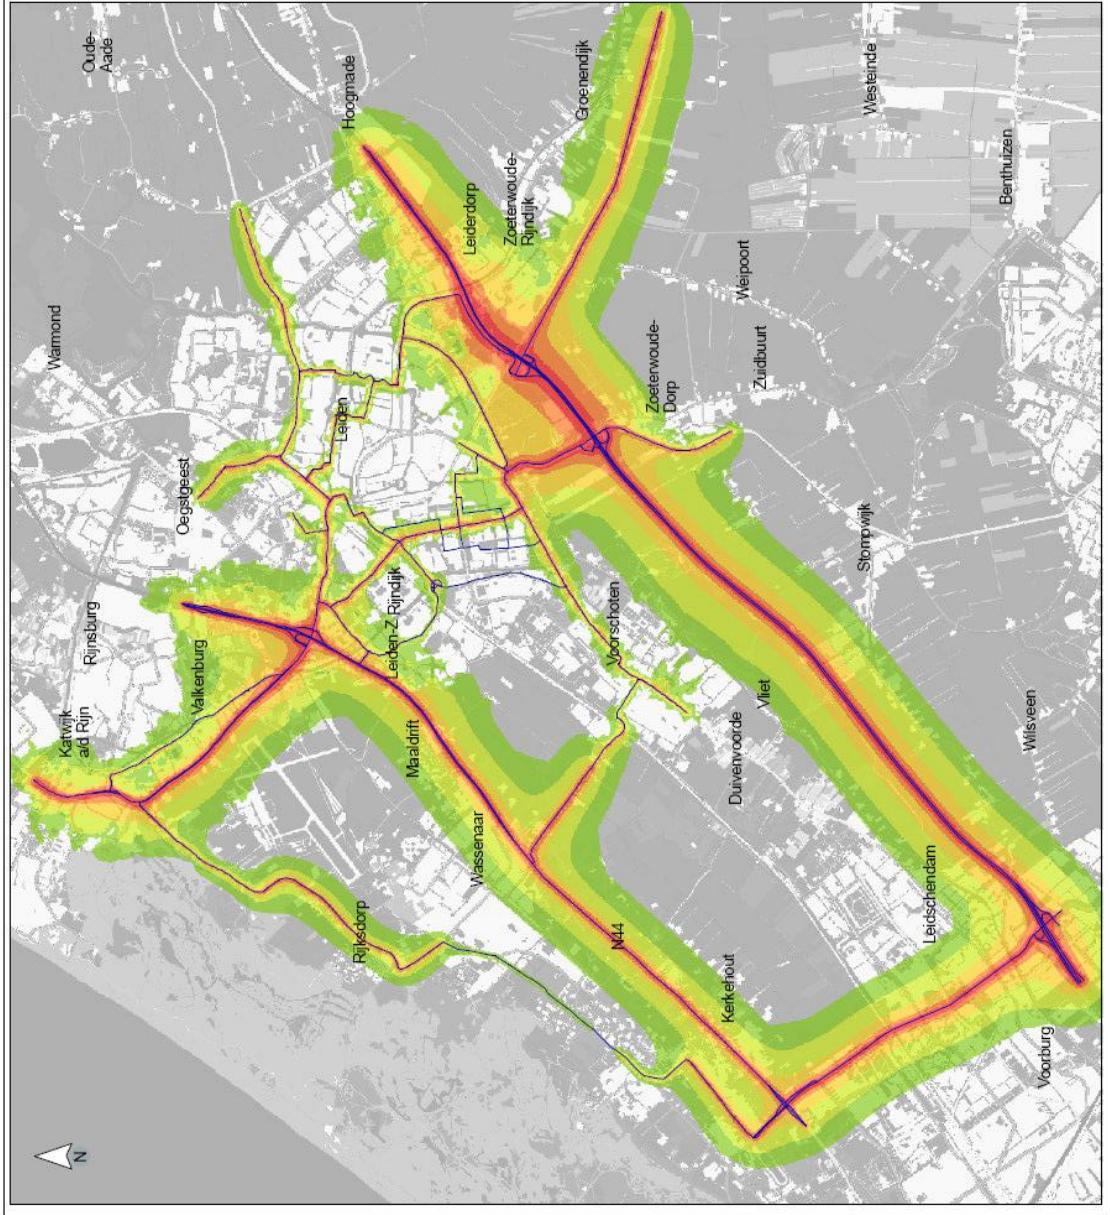 Oude-
Aade
Hoogmade
Groenendijk
Westeinde
Benthuizen
Leiderdorp
Zoeterwoude-
Rijndijk
Weipoort
Warmond
Zoeterwoude-
Dorp
Zuidbuurt
Leiden
Oegstgeest
Stompwijk
Rijnsburg
Leiden-Z Rijndijk
Voorschoten
Valkenburg
Vliet
Wilsveen
Katwijk
a/d Rijn
Maaldrift
Duivenvoorde
Wassenaar
Leidschendam
Rijksdorp
N44
Kerkehout
Voorburg
N